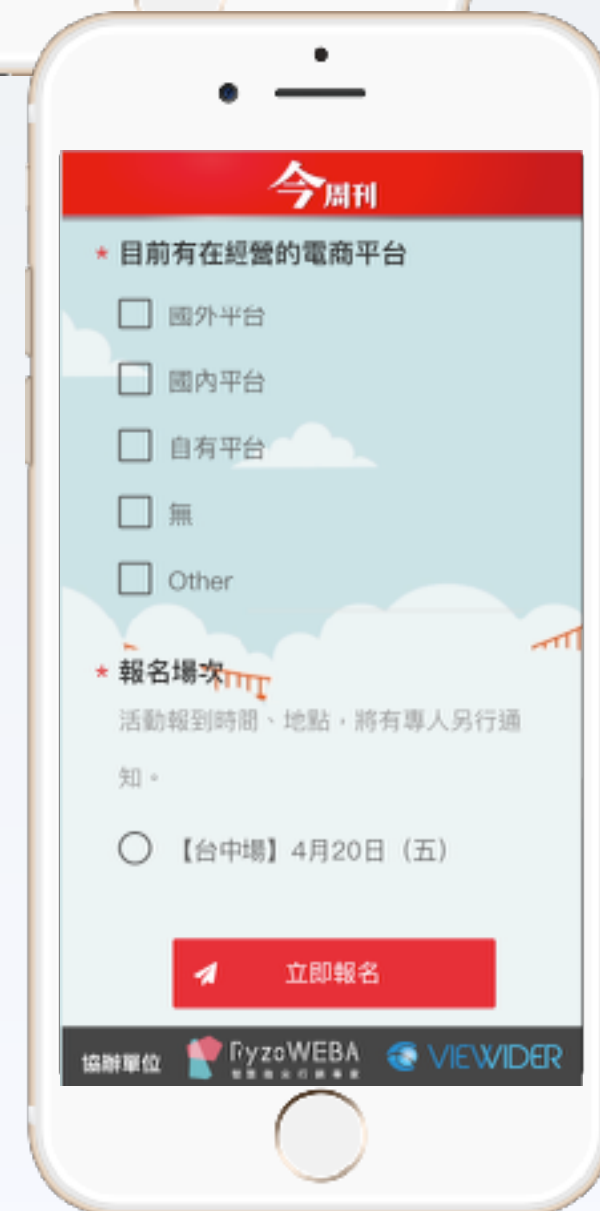 今周刊
* 目前有在經營的電商平台
國外平台
國內平台
自有平台
無
Other
* 報名場次
活動報到時間、地點，將有專人另行通
知。
【台中場】4月20日（五）
立即報名
協辦單位 RyzoWEBA VIEWIDER